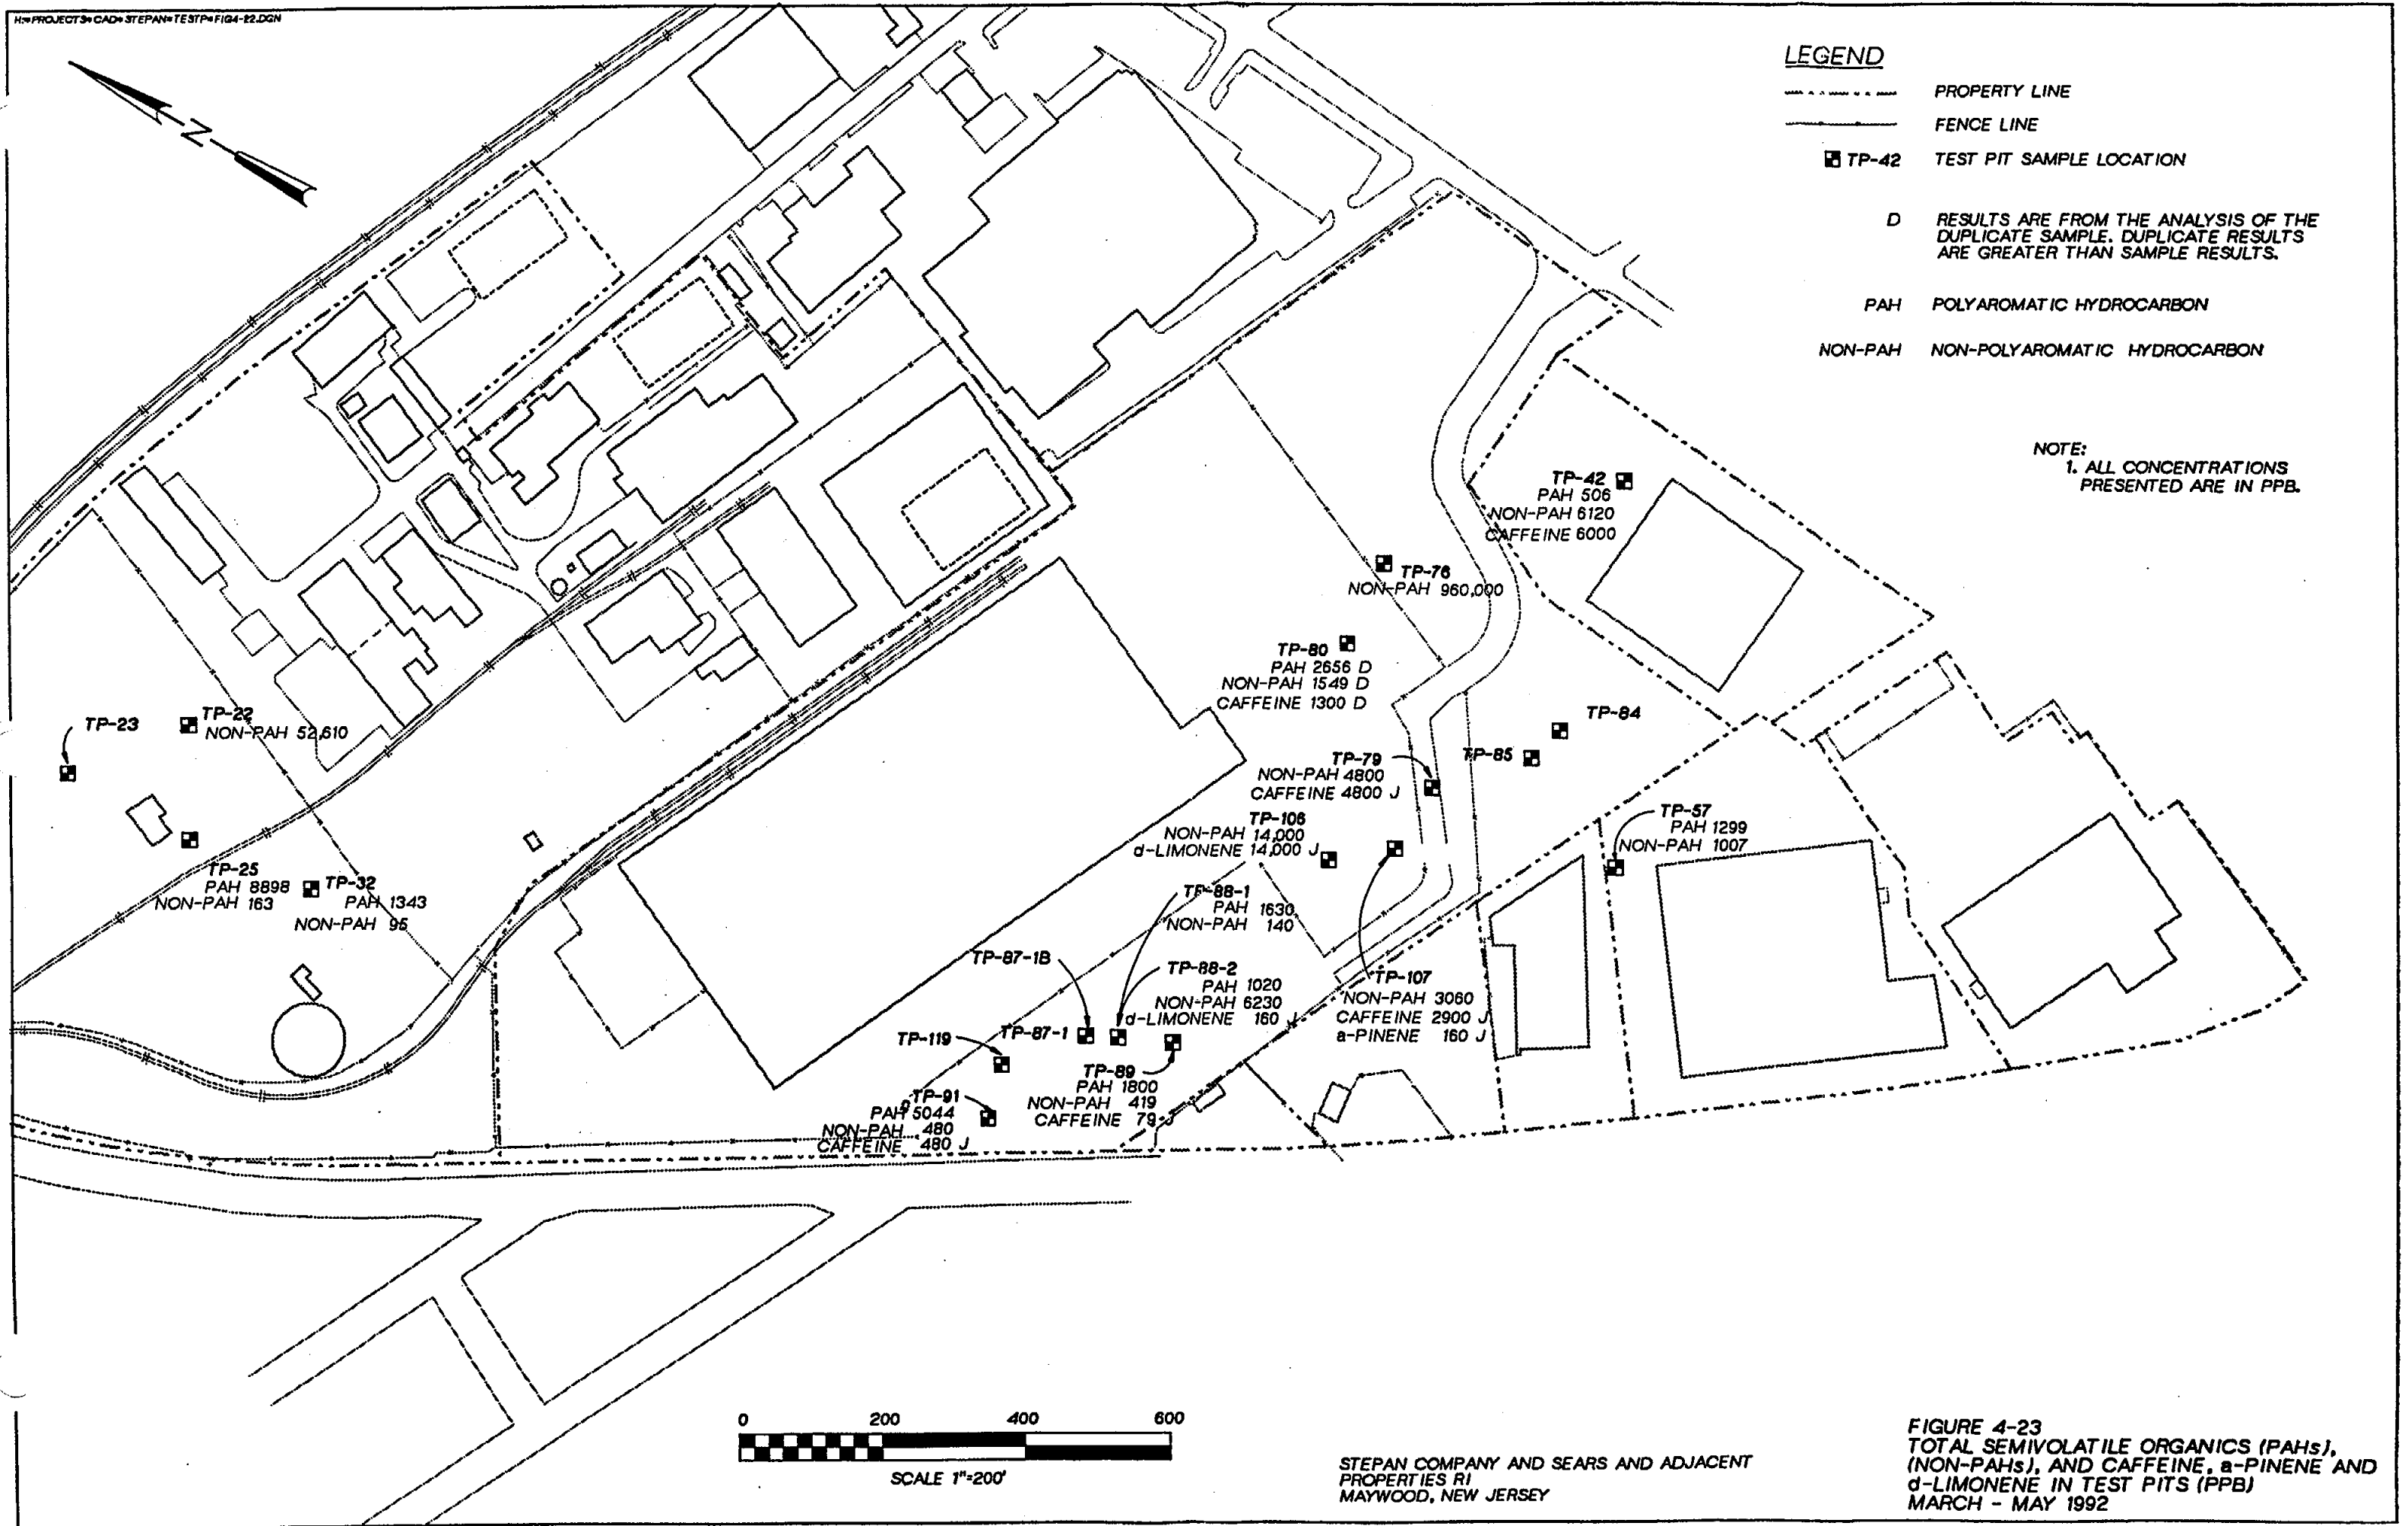 H:=PROJECTS=CAD=STEPAN=TESTP=FIG4-22.DGN
N
LEGEND
PROPERTY LINE
FENCE LINE
TP-42 TEST PIT SAMPLE LOCATION
D RESULTS ARE FROM THE ANALYSIS OF THE
DUPLICATE SAMPLE. DUPLICATE RESULTS
ARE GREATER THAN SAMPLE RESULTS.
PAH POLYAROMATIC HYDROCARBON
NON-PAH NON-POLYAROMATIC HYDROCARBON
NOTE:
1. ALL CONCENTRATIONS
PRESENTED ARE IN PPB.
TP-42
PAH 506
NON-PAH 6120
CAFFEINE 6000
TP-76
NON-PAH 960,000
TP-80
PAH 2656 D
NON-PAH 1549 D
CAFFEINE 1300 D
TP-23
TP-22
NON-PAH 52,610
TP-84
TP-85
TP-79
NON-PAH 4800
CAFFEINE 4800 J
TP-106
NON-PAH 14,000
d-LIMONENE 14,000 J
TP-57
PAH 1299
NON-PAH 1007
TP-25
PAH 8898
NON-PAH 163
TP-32
PAH 1343
NON-PAH 95
TP-88-1
PAH 1630
NON-PAH 140
TP-87-1B
TP-88-2
PAH 1020
NON-PAH 6230
d-LIMONENE 160 J
TP-107
NON-PAH 3060
CAFFEINE 2900 J
a-PINENE 160 J
TP-119
TP-87-1
TP-89
PAH 1800
NON-PAH 419
CAFFEINE 79 J
TP-91
PAH 5044
NON-PAH 480
CAFFEINE 480 J
0 200 400 600
SCALE 1"=200'
STEPAN COMPANY AND SEARS AND ADJACENT
PROPERTIES RI
MAYWOOD, NEW JERSEY
FIGURE 4-23
TOTAL SEMIVOLATILE ORGANICS (PAHs),
(NON-PAHs), AND CAFFEINE, a-PINENE AND
d-LIMONENE IN TEST PITS (PPB)
MARCH - MAY 1992